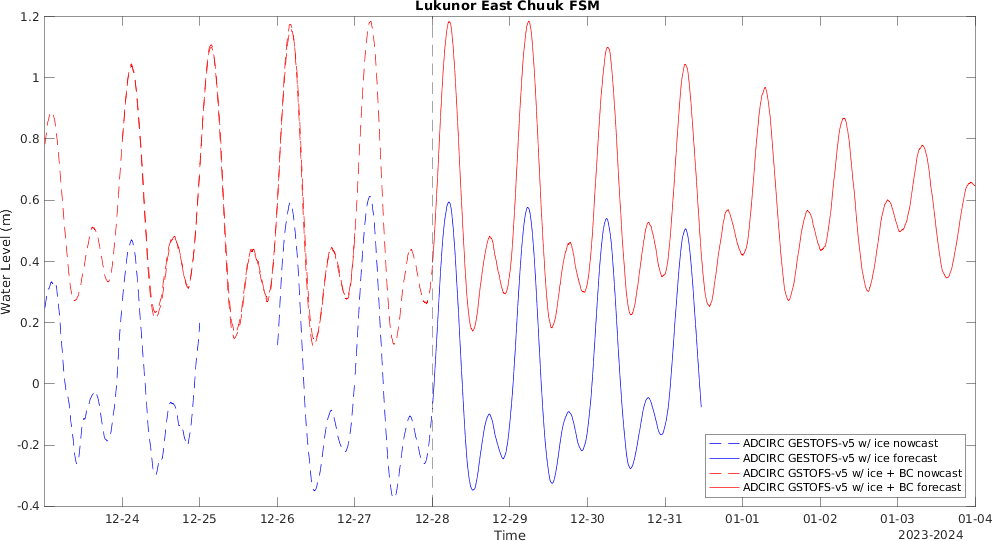 Lukunor East Chuuk FSM
1.2
1
0.8
0.6
0.4
0.2
0
-0.2
-0.4
Water Level (m)
ADCIRC GESTOFS-v5 w/ ice nowcast
ADCIRC GESTOFS-v5 w/ ice forecast
ADCIRC GSTOFS-v5 w/ ice + BC nowcast
ADCIRC GSTOFS-v5 w/ ice + BC forecast
12-24 12-25 12-26 12-27 12-28 12-29 12-30 12-31 01-01 01-02 01-03 01-04
Time
2023-2024